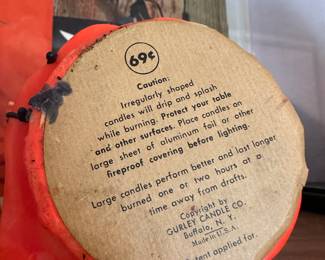 69¢
Caution:
Irregularly shaped
candles will drip and splash
while burning. Protect your table
and other surfaces. Place candles on
large sheet of aluminum foil or other
fireproof covering before lighting.
Large candles perform better and last longer
burned one or two hours at a
time away from drafts.
Copyright by
GURLEY CANDLE CO.
Buffalo, N. Y.
Made in U.S.A.
applied for.